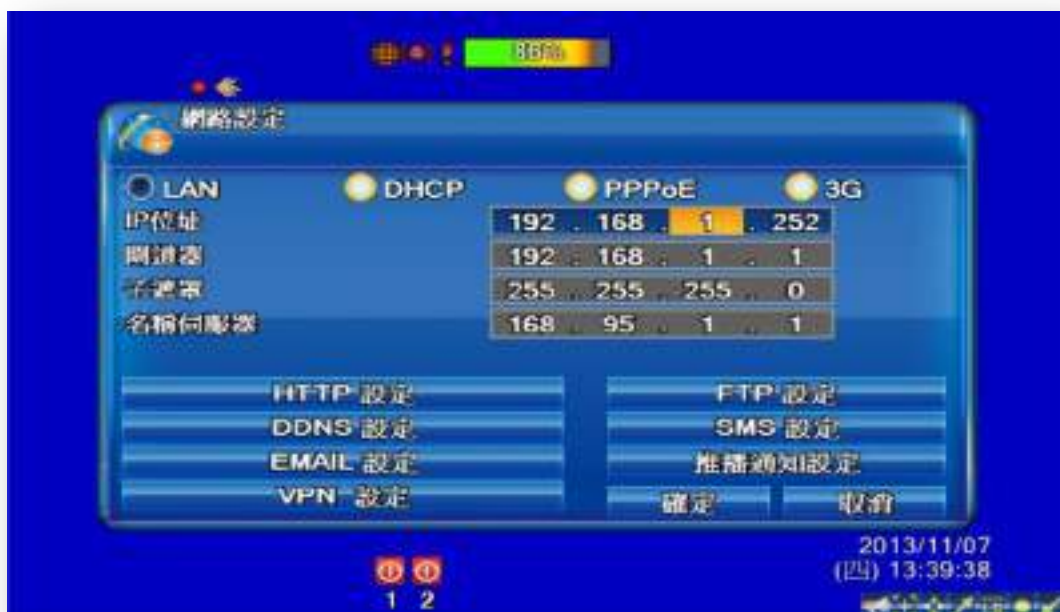 86%
網路設定
LAN DHCP PPPoE 3G
IP位址 192 . 168 . 1 . 252
閘道器 192 . 168 . 1 . 1
子遮罩 255 . 255 . 255 . 0
名稱伺服器 168 . 95 . 1 . 1
HTTP 設定 FTP 設定
DDNS 設定 SMS 設定
EMAIL 設定 推播通知設定
VPN 設定 確定 取消
2013/11/07
(四) 13:39:38
1 2